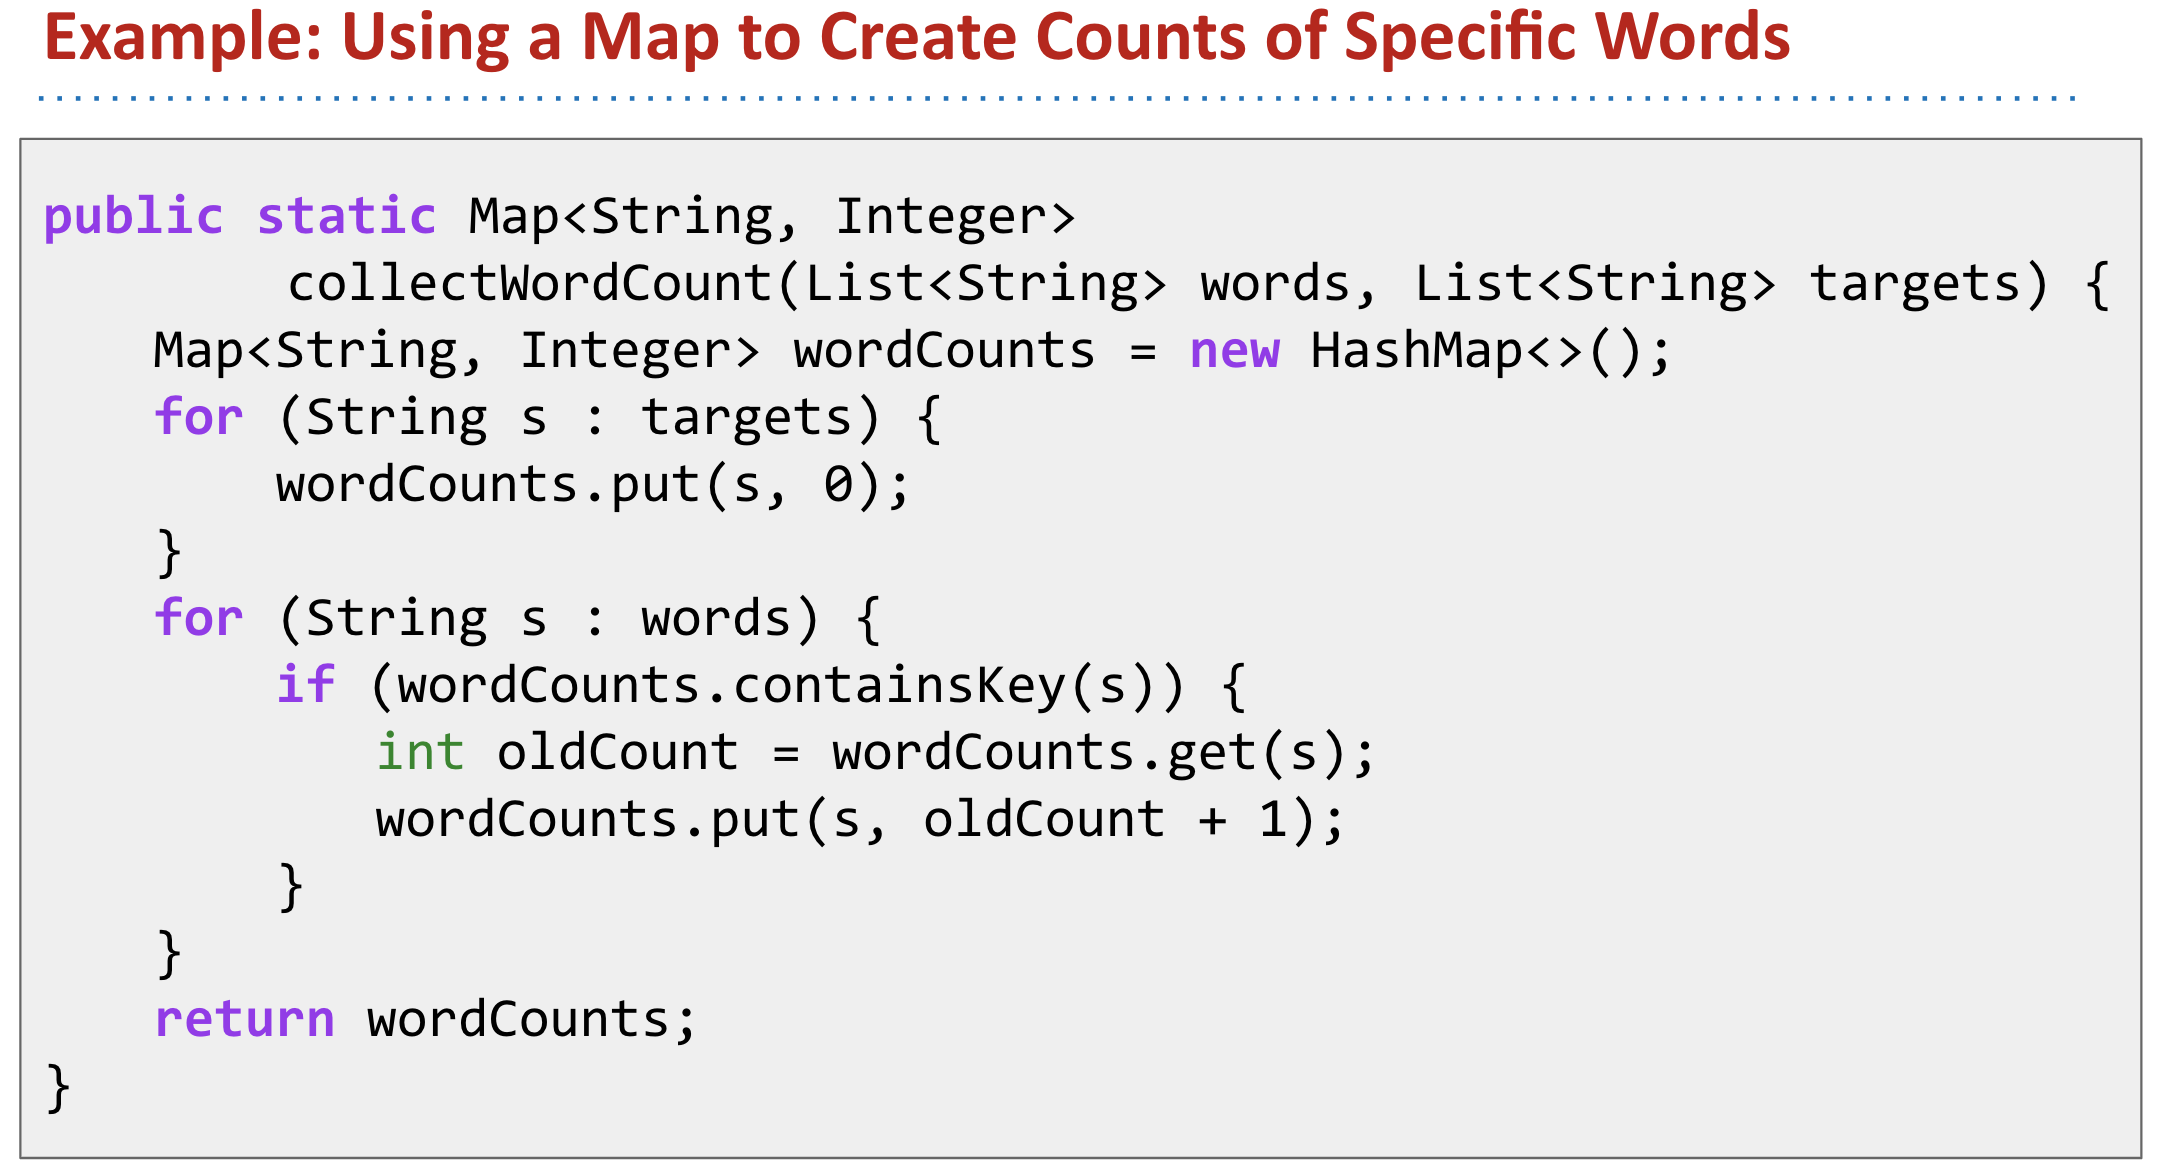 Example: Using a Map to Create Counts of Specific Words
public static Map<String, Integer>
        collectWordCount(List<String> words, List<String> targets) {
    Map<String, Integer> wordCounts = new HashMap<>();
    for (String s : targets) {
        wordCounts.put(s, 0);
    }
    for (String s : words) {
        if (wordCounts.containsKey(s)) {
           int oldCount = wordCounts.get(s);
           wordCounts.put(s, oldCount + 1);
        }
    }
    return wordCounts;
}